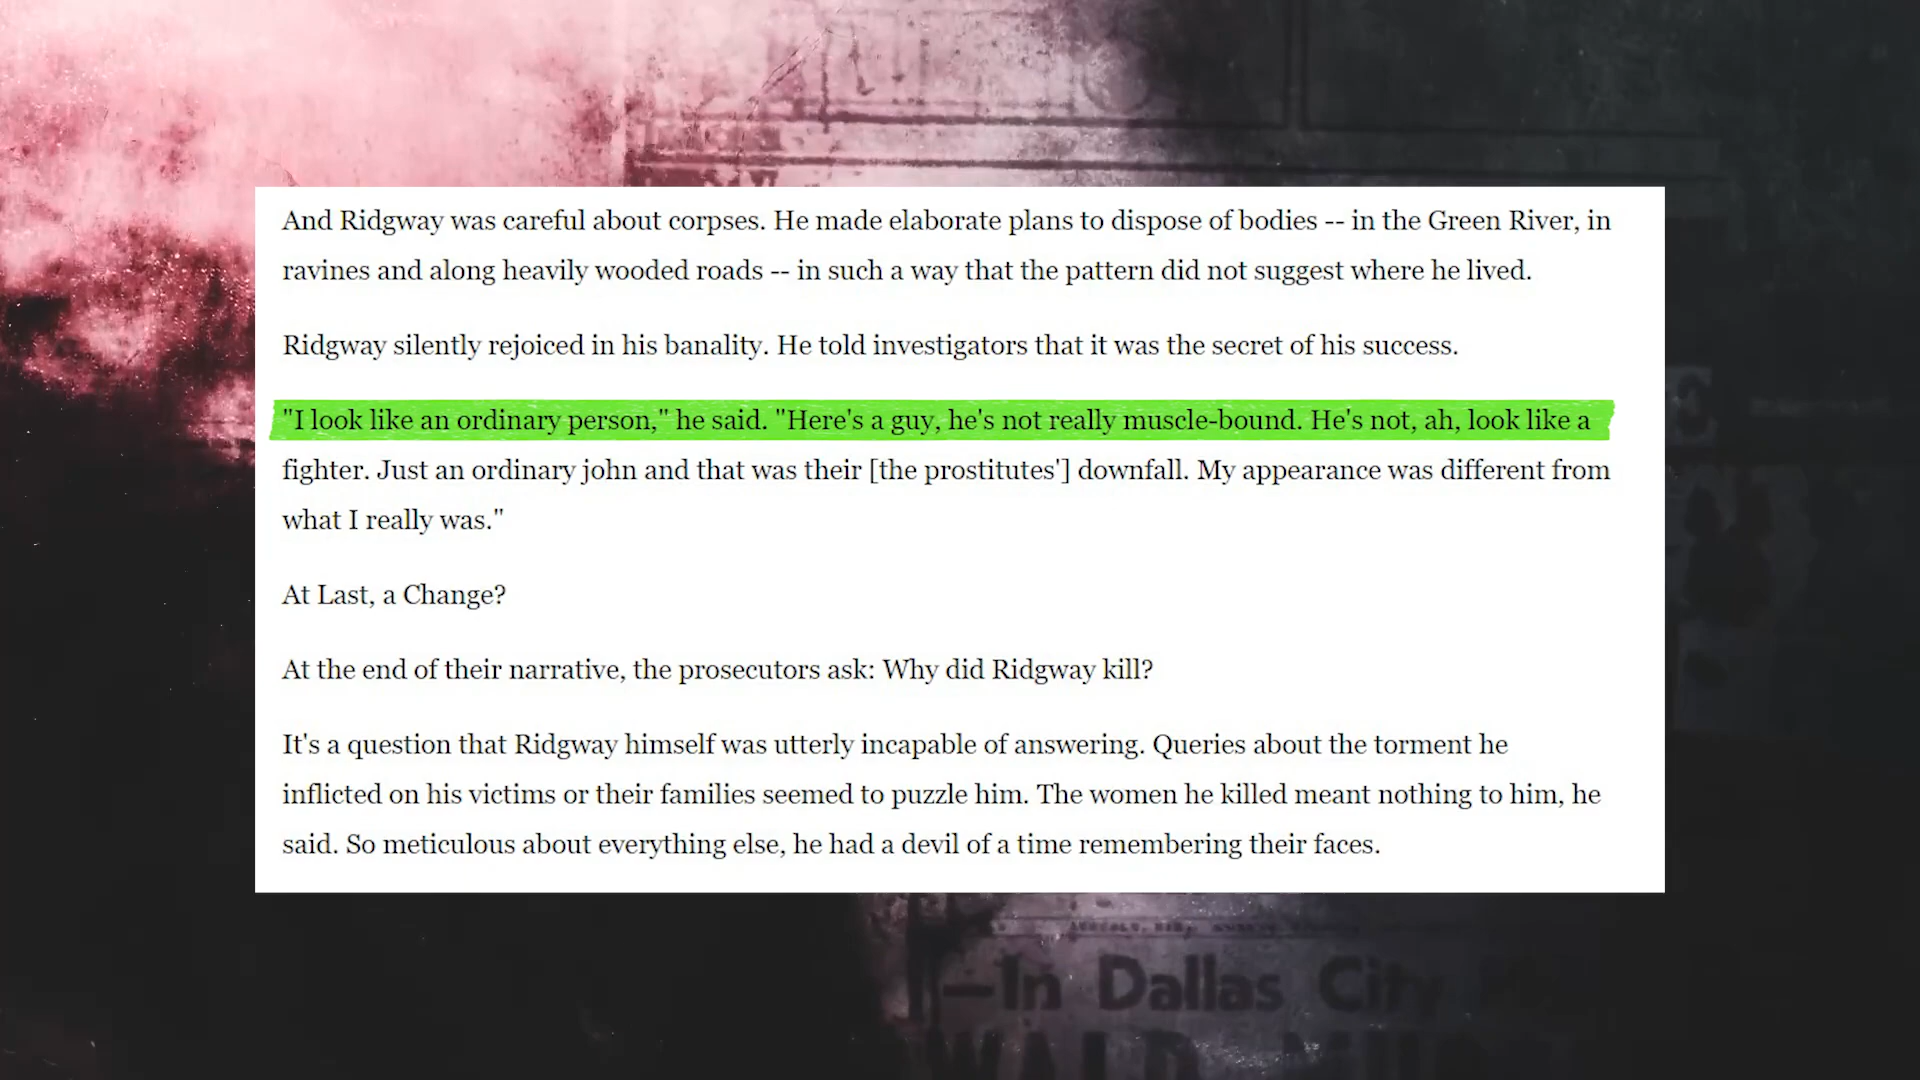 And Ridgway was careful about corpses. He made elaborate plans to dispose of bodies -- in the Green River, in
ravines and along heavily wooded roads -- in such a way that the pattern did not suggest where he lived.
Ridgway silently rejoiced in his banality. He told investigators that it was the secret of his success.
"I look like an ordinary person," he said. "Here's a guy, he's not really muscle-bound. He's not, ah, look like a
fighter. Just an ordinary john and that was their [the prostitutes'] downfall. My appearance was different from
what I really was."
At Last, a Change?
At the end of their narrative, the prosecutors ask: Why did Ridgway kill?
It's a question that Ridgway himself was utterly incapable of answering. Queries about the torment he
inflicted on his victims or their families seemed to puzzle him. The women he killed meant nothing to him, he
said. So meticulous about everything else, he had a devil of a time remembering their faces.
—In Dallas City